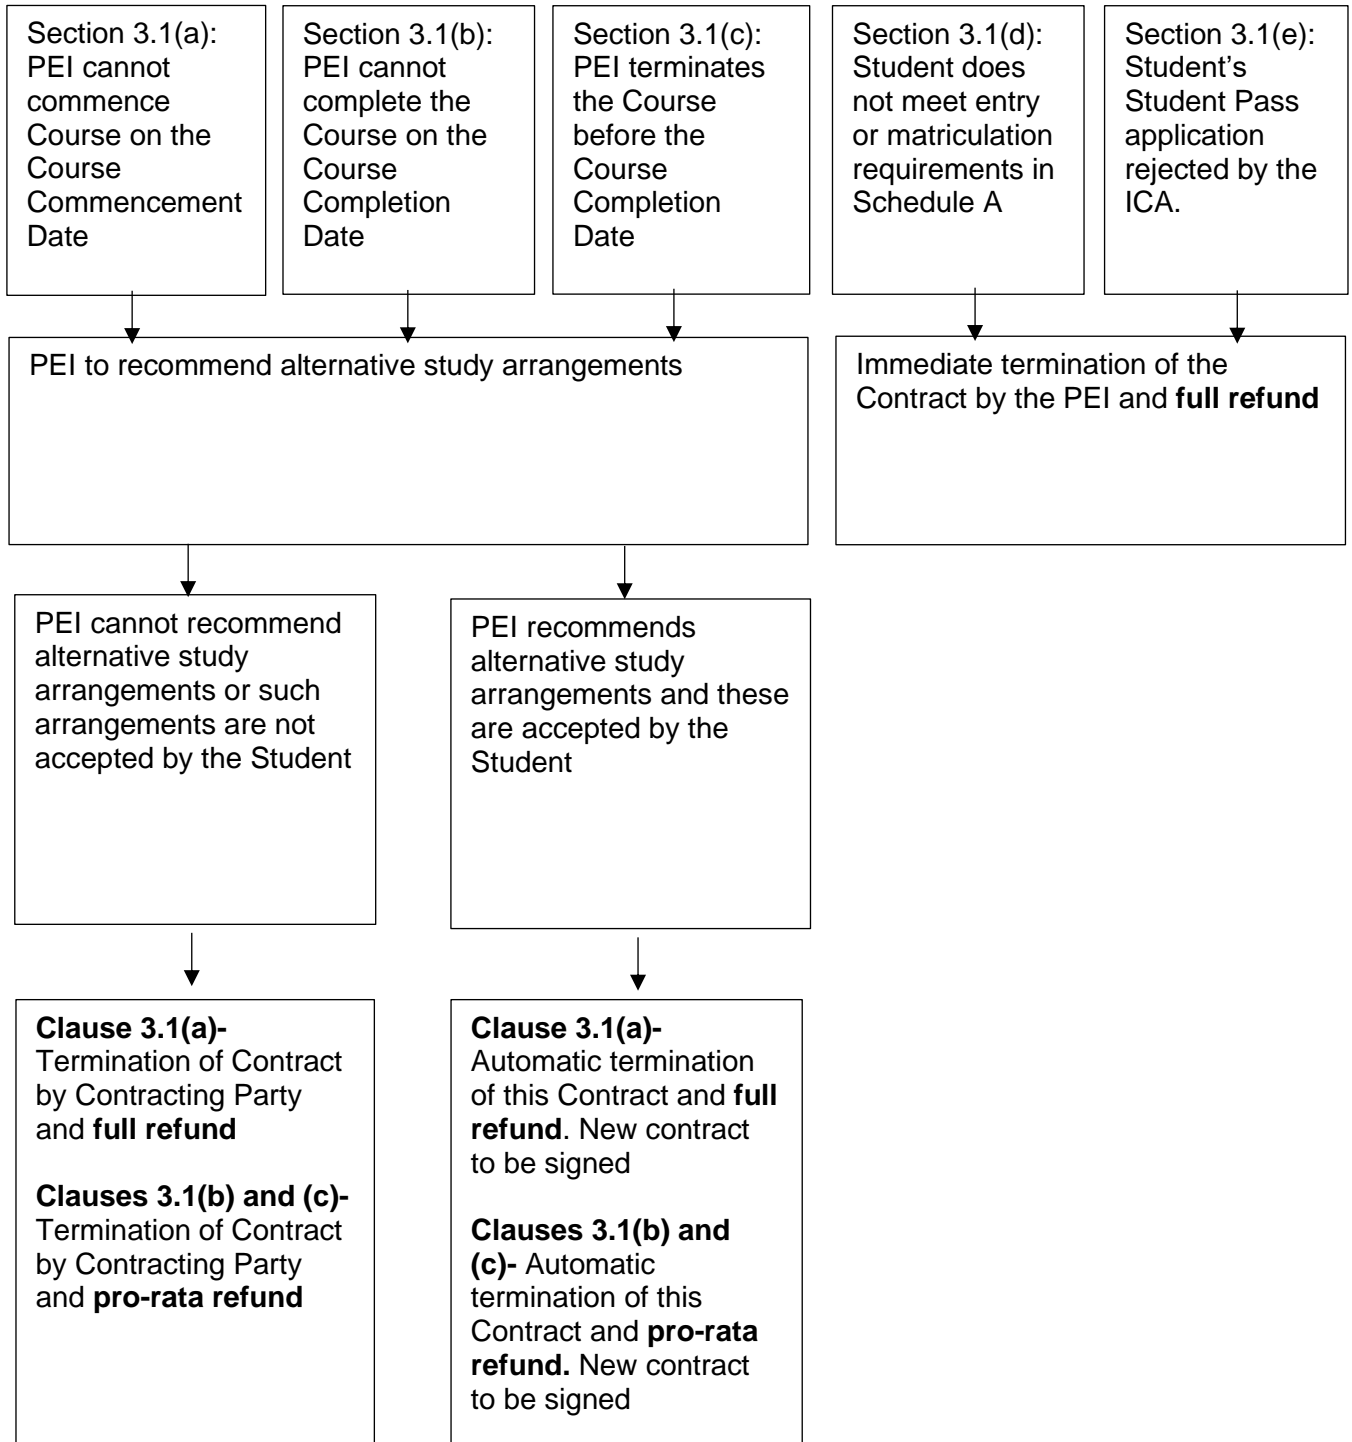 Section 3.1(a):
PEI cannot
commence
Course on the
Course
Commencement
Date
Section 3.1(b):
PEI cannot
complete the
Course on the
Course
Completion
Date
Section 3.1(c):
PEI terminates
the Course
before the
Course
Completion
Date
Section 3.1(d):
Student does
not meet entry
or matriculation
requirements in
Schedule A
Section 3.1(e):
Student’s
Student Pass
application
rejected by the
ICA.
PEI to recommend alternative study arrangements
Immediate termination of the
Contract by the PEI and full refund
PEI cannot recommend
alternative study
arrangements or such
arrangements are not
accepted by the Student
PEI recommends
alternative study
arrangements and these
are accepted by the
Student
Clause 3.1(a)-
Termination of Contract
by Contracting Party
and full refund
Clauses 3.1(b) and (c)-
Termination of Contract
by Contracting Party
and pro-rata refund
Clause 3.1(a)-
Automatic termination
of this Contract and full
refund. New contract
to be signed
Clauses 3.1(b) and
(c)- Automatic
termination of this
Contract and pro-rata
refund. New contract
to be signed